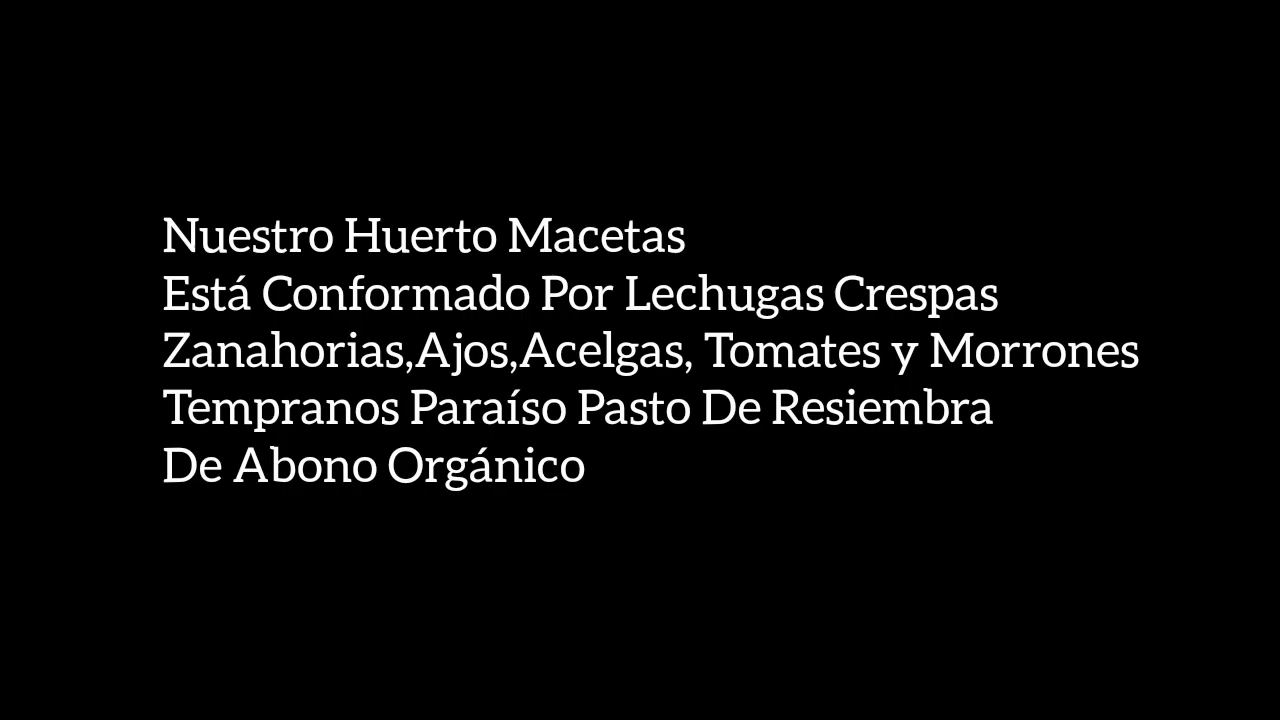 Nuestro Huerto Macetas
Está Conformado Por Lechugas Crespas
Zanahorias,Ajos,Acelgas, Tomates y Morrones
Tempranos Paraíso Pasto De Resiembra
De Abono Orgánico